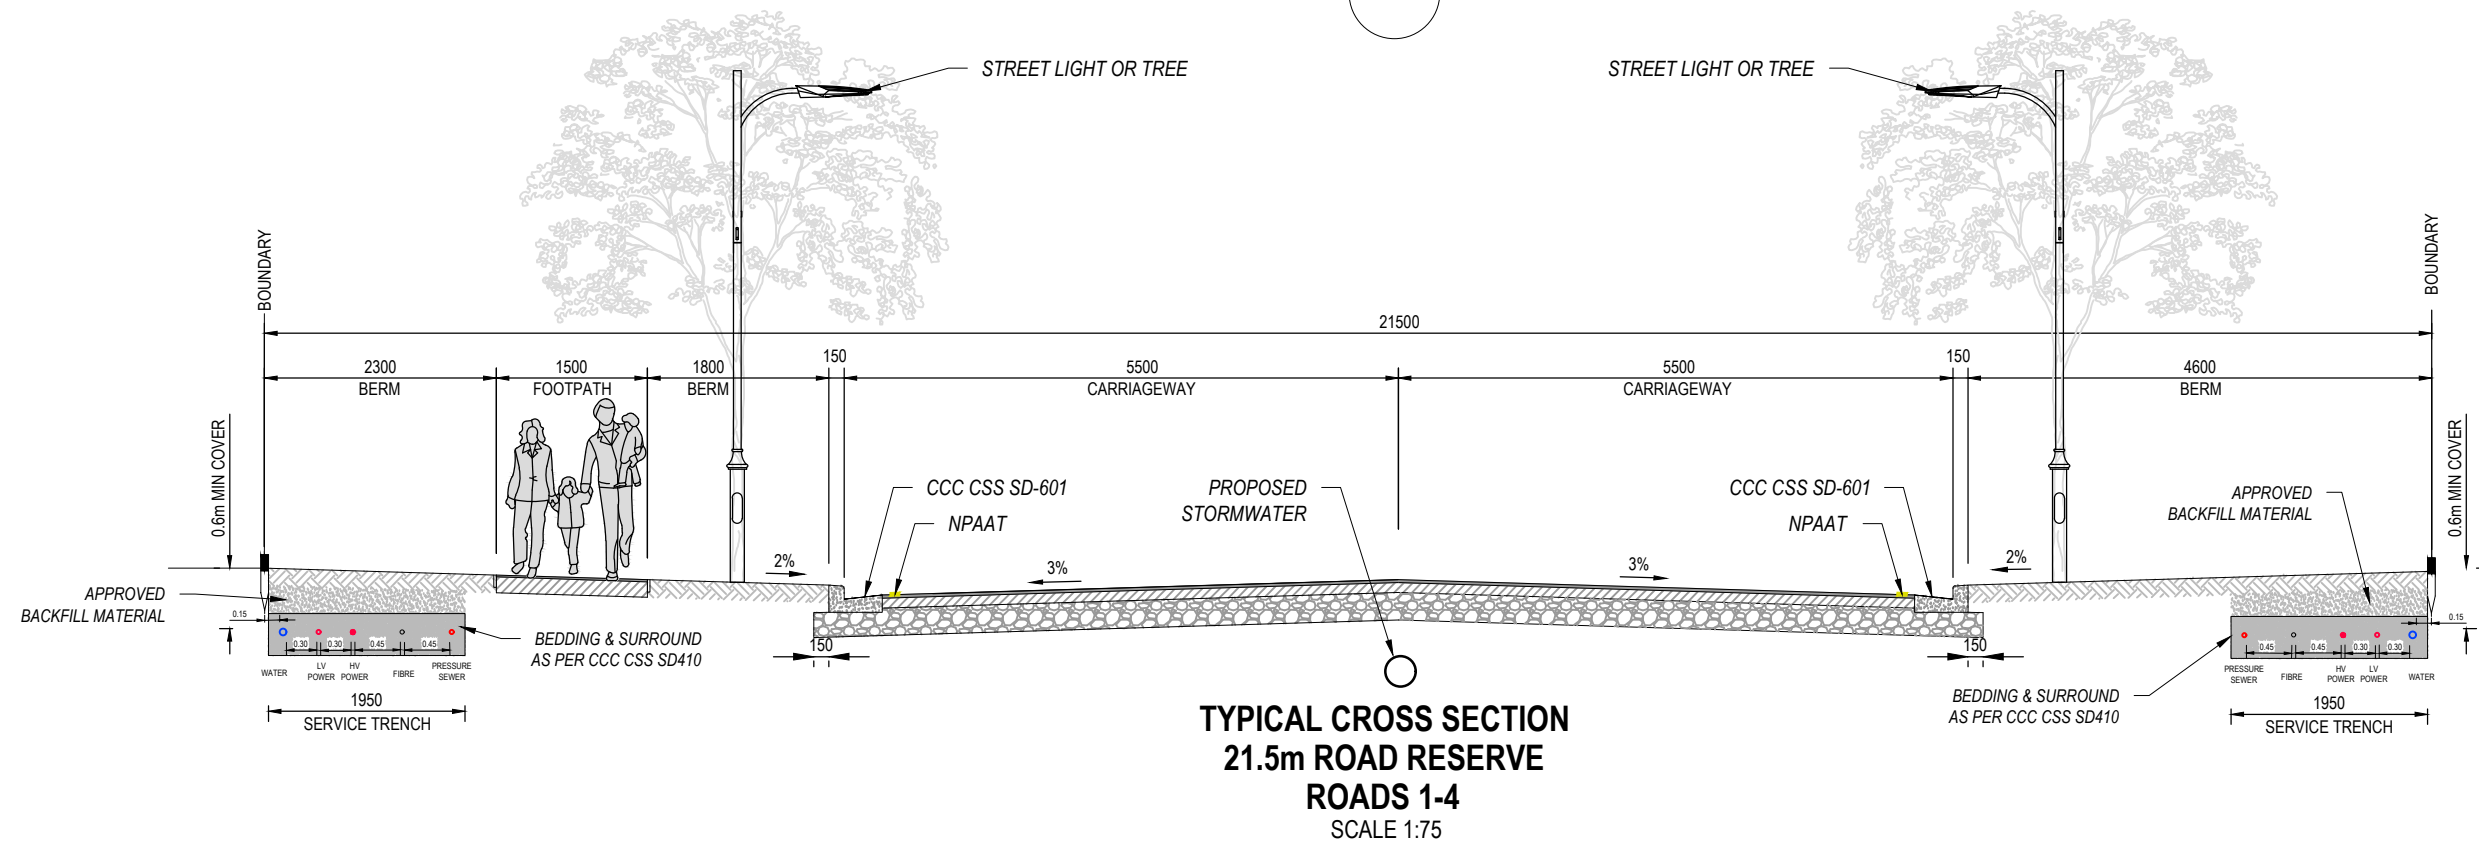 STREET LIGHT OR TREE
STREET LIGHT OR TREE
BOUNDARY
BOUNDARY
21500
2300
BERM
1500
FOOTPATH
1800
BERM
150
5500
CARRIAGEWAY
5500
CARRIAGEWAY
150
4600
BERM
0.6m MIN COVER
CCC CSS SD-601
NPAAT
PROPOSED
STORMWATER
CCC CSS SD-601
NPAAT
APPROVED
BACKFILL MATERIAL
0.6m MIN COVER
2%
3%
3%
2%
APPROVED
BACKFILL MATERIAL
0.15
0.30
0.30
0.45
0.45
WATER
LV
POWER
HV
POWER
FIBRE
PRESSURE
SEWER
BEDDING & SURROUND
AS PER CCC CSS SD410
1950
SERVICE TRENCH
150
150
0.15
0.45
0.45
0.30
0.30
PRESSURE
SEWER
FIBRE
HV
POWER
LV
POWER
WATER
BEDDING & SURROUND
AS PER CCC CSS SD410
1950
SERVICE TRENCH
TYPICAL CROSS SECTION
21.5m ROAD RESERVE
ROADS 1-4
SCALE 1:75